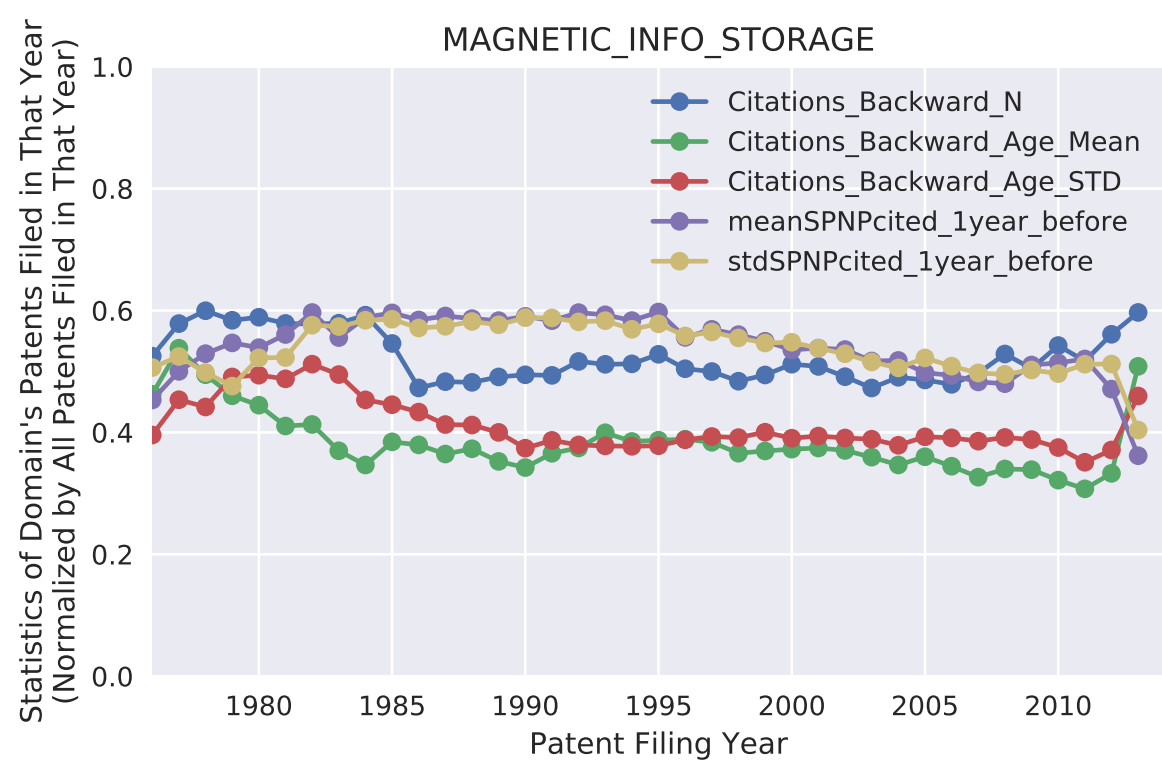 MAGNETIC_INFO_STORAGE
Statistics of Domain's Patents Filed in That Year
(Normalized by All Patents Filed in That Year)
1.0
0.8
0.6
0.4
0.2
0.0
Citations_Backward_N
Citations_Backward_Age_Mean
Citations_Backward_Age_STD
meanSPNPcited_1year_before
stdSPNPcited_1year_before
1980 1985 1990 1995 2000 2005 2010
Patent Filing Year